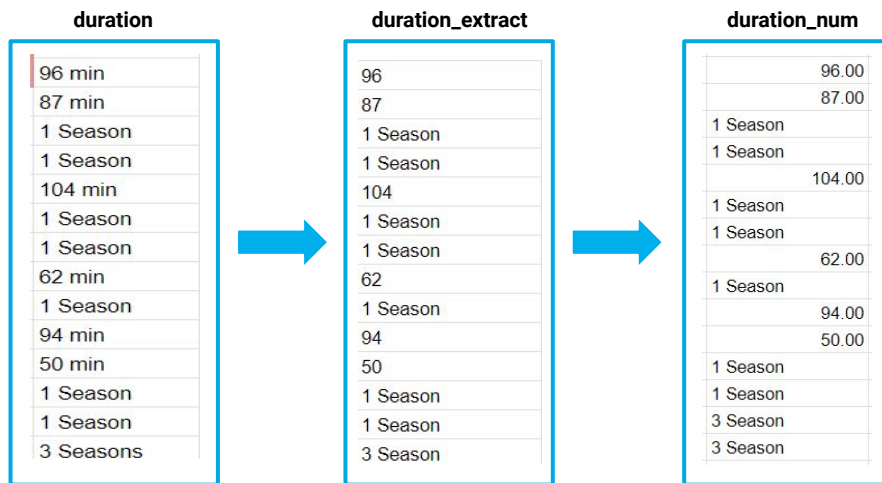 duration
96 min
87 min
1 Season
1 Season
104 min
1 Season
1 Season
62 min
1 Season
94 min
50 min
1 Season
1 Season
3 Seasons
duration_extract
96
87
1 Season
1 Season
104
1 Season
1 Season
62
1 Season
94
50
1 Season
1 Season
3 Season
duration_num
96.00
87.00
1 Season
1 Season
104.00
1 Season
1 Season
62.00
1 Season
94.00
50.00
1 Season
1 Season
3 Season
3 Season